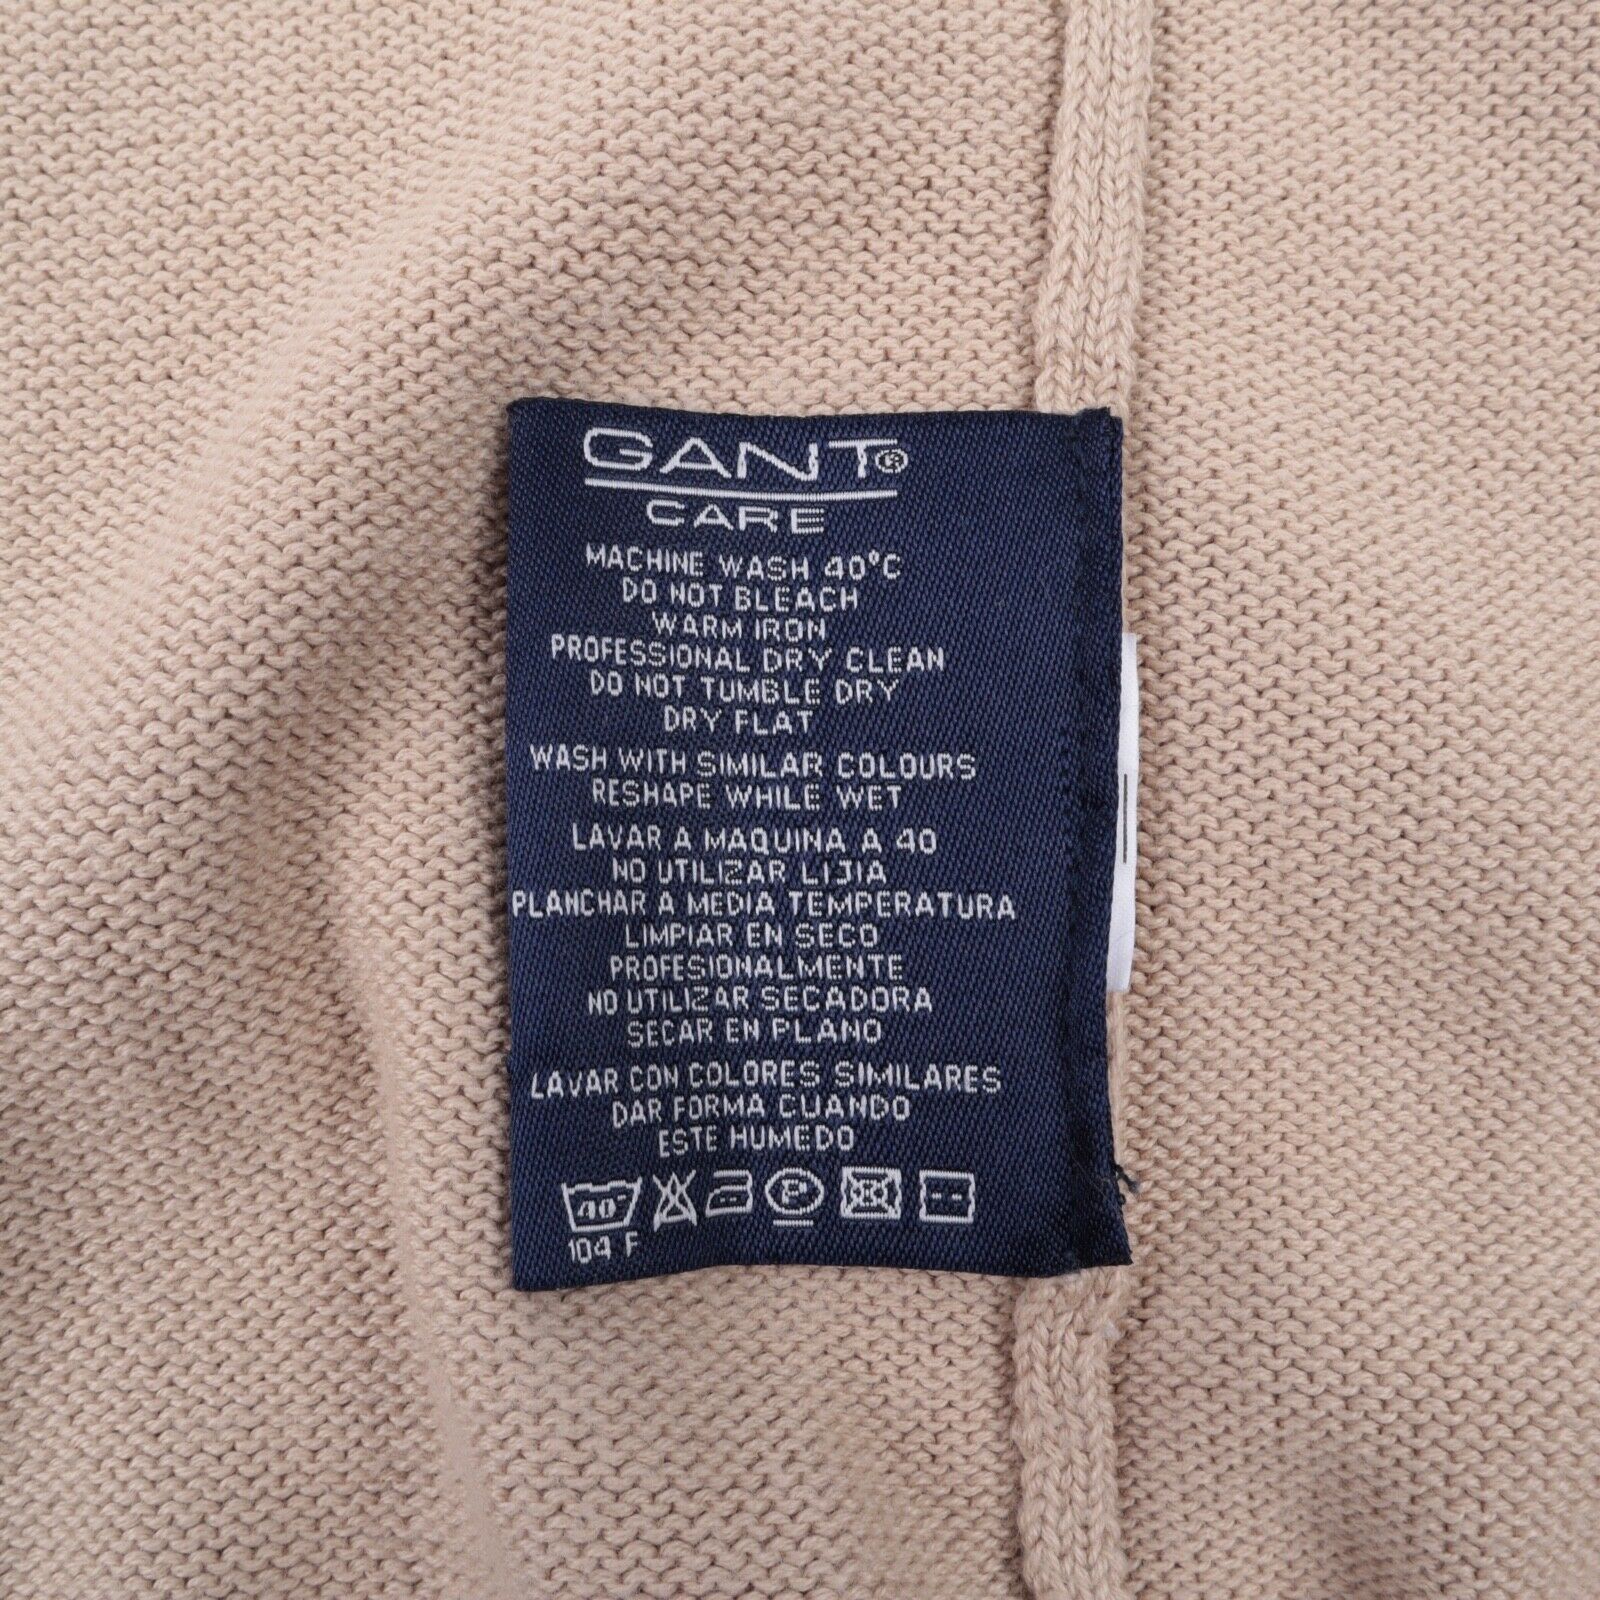 GANT®
CARE
MACHINE WASH 40°C
DO NOT BLEACH
WARM IRON
PROFESSIONAL DRY CLEAN
DO NOT TUMBLE DRY
DRY FLAT
WASH WITH SIMILAR COLOURS
RESHAPE WHILE WET
LAVAR A MAQUINA A 40
NO UTILIZAR LIJIA
PLANCHAR A MEDIA TEMPERATURA
LIMPIAR EN SECO
PROFESIONALMENTE
NO UTILIZAR SECADORA
SECAR EN PLANO
LAVAR CON COLORES SIMILARES
DAR FORMA CUANDO
ESTE HUMEDO
40° P
104 F